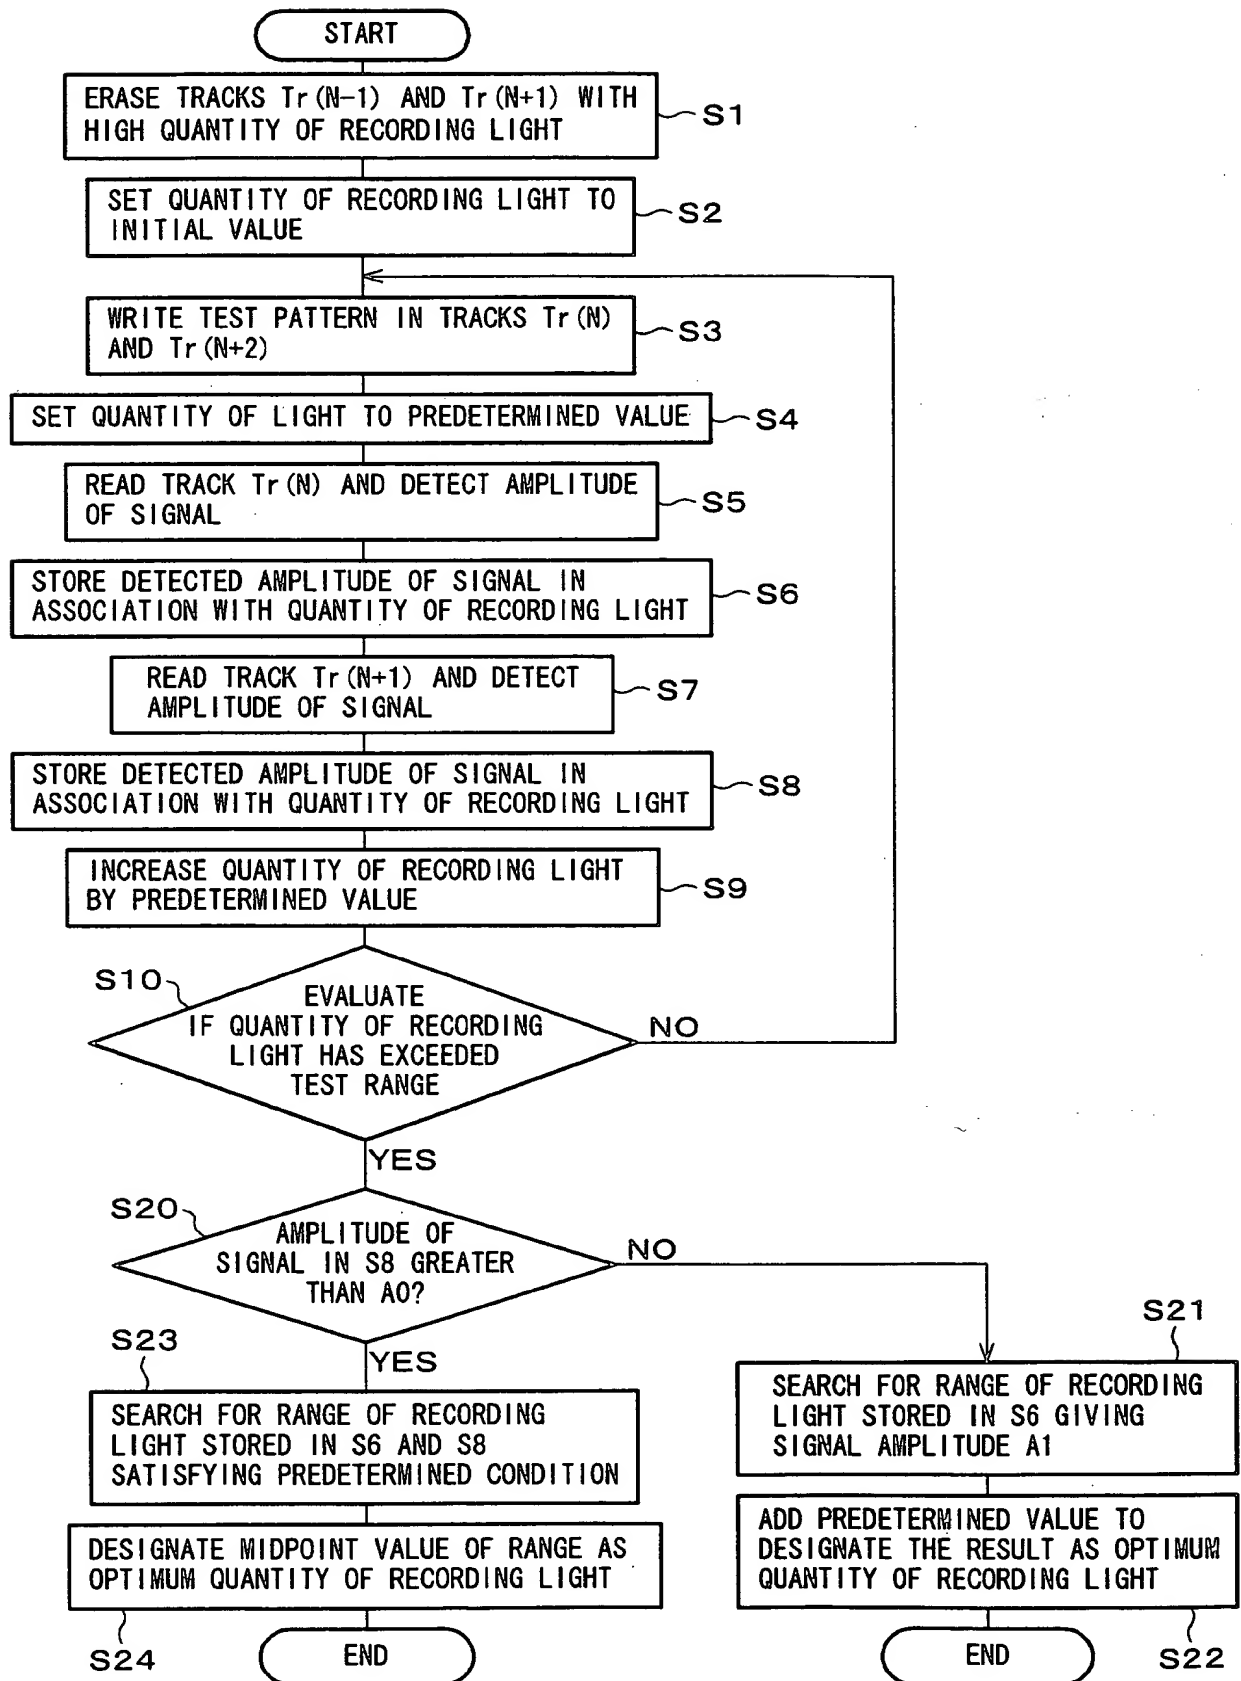 START
ERASE TRACKS Tr(N-1) AND Tr(N+1) WITH
HIGH QUANTITY OF RECORDING LIGHT
S1
SET QUANTITY OF RECORDING LIGHT TO
INITIAL VALUE
S2
WRITE TEST PATTERN IN TRACKS Tr(N)
AND Tr(N+2)
S3
SET QUANTITY OF LIGHT TO PREDETERMINED VALUE
S4
READ TRACK Tr(N) AND DETECT AMPLITUDE
OF SIGNAL
S5
STORE DETECTED AMPLITUDE OF SIGNAL IN
ASSOCIATION WITH QUANTITY OF RECORDING LIGHT
S6
READ TRACK Tr(N+1) AND DETECT
AMPLITUDE OF SIGNAL
S7
STORE DETECTED AMPLITUDE OF SIGNAL IN
ASSOCIATION WITH QUANTITY OF RECORDING LIGHT
S8
INCREASE QUANTITY OF RECORDING LIGHT
BY PREDETERMINED VALUE
S9
S10
EVALUATE
IF QUANTITY OF RECORDING
LIGHT HAS EXCEEDED
TEST RANGE
NO
YES
S20
AMPLITUDE OF
SIGNAL IN S8 GREATER
THAN A0?
NO
YES
S23
SEARCH FOR RANGE OF RECORDING
LIGHT STORED IN S6 AND S8
SATISFYING PREDETERMINED CONDITION
DESIGNATE MIDPOINT VALUE OF RANGE AS
OPTIMUM QUANTITY OF RECORDING LIGHT
S24
END
S21
SEARCH FOR RANGE OF RECORDING
LIGHT STORED IN S6 GIVING
SIGNAL AMPLITUDE A1
ADD PREDETERMINED VALUE TO
DESIGNATE THE RESULT AS OPTIMUM
QUANTITY OF RECORDING LIGHT
S22
END